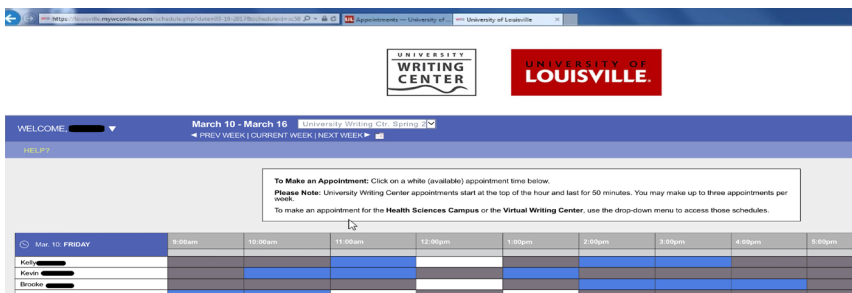 https://louisville.mywconline.com/schedule.php?date=03-10-2017&scheduleid=sc56
Appointments — University of ...
University of Louisville
UNIVERSITY
WRITING
CENTER
UNIVERSITY OF
LOUISVILLE.
WELCOME,
March 10 - March 16 University Writing Ctr. Spring 2
◄ PREV WEEK | CURRENT WEEK | NEXT WEEK ►
HELP?
To Make an Appointment: Click on a white (available) appointment time below.
Please Note: University Writing Center appointments start at the top of the hour and last for 50 minutes. You may make up to three appointments per
week.
To make an appointment for the Health Sciences Campus or the Virtual Writing Center, use the drop-down menu to access those schedules.
Mar. 10: FRIDAY 9:00am 10:00am 11:00am 12:00pm 1:00pm 2:00pm 3:00pm 4:00pm 5:00pm
Kelly
Kevin
Brooke